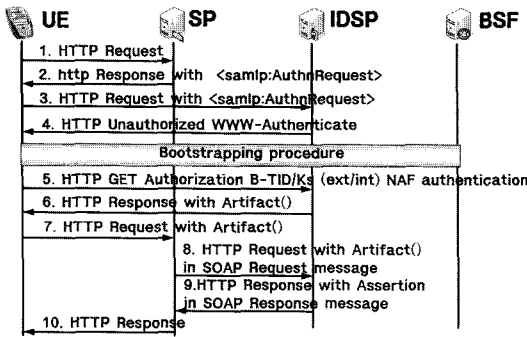 UE SP IDSP BSF
1. HTTP Request
2. http Response with <samlp:AuthnRequest>
3. HTTP Request with <samlp:AuthnRequest>
4. HTTP Unauthorized WWW-Authenticate
Bootstrapping procedure
5. HTTP GET Authorization B-TID/Ks (ext/int) NAF authentication
6. HTTP Response with Artifact()
7. HTTP Request with Artifact()
8. HTTP Request with Artifact()
in SOAP Request message
9.HTTP Response with Assertion
in SOAP Response message
10. HTTP Response